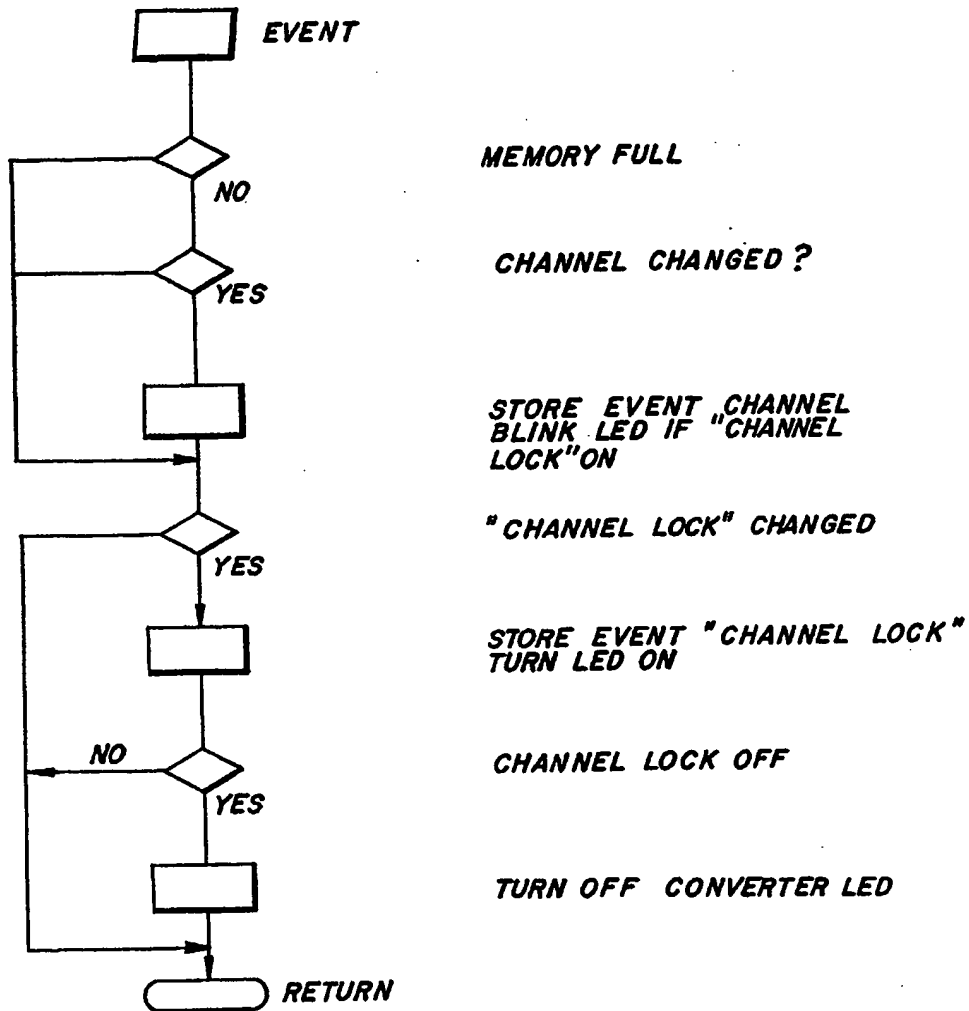 EVENT
MEMORY FULL
NO
CHANNEL CHANGED?
YES
STORE EVENT CHANNEL
BLINK LED IF "CHANNEL
LOCK" ON
"CHANNEL LOCK" CHANGED
YES
STORE EVENT "CHANNEL LOCK"
TURN LED ON
NO
CHANNEL LOCK OFF
YES
TURN OFF CONVERTER LED
RETURN